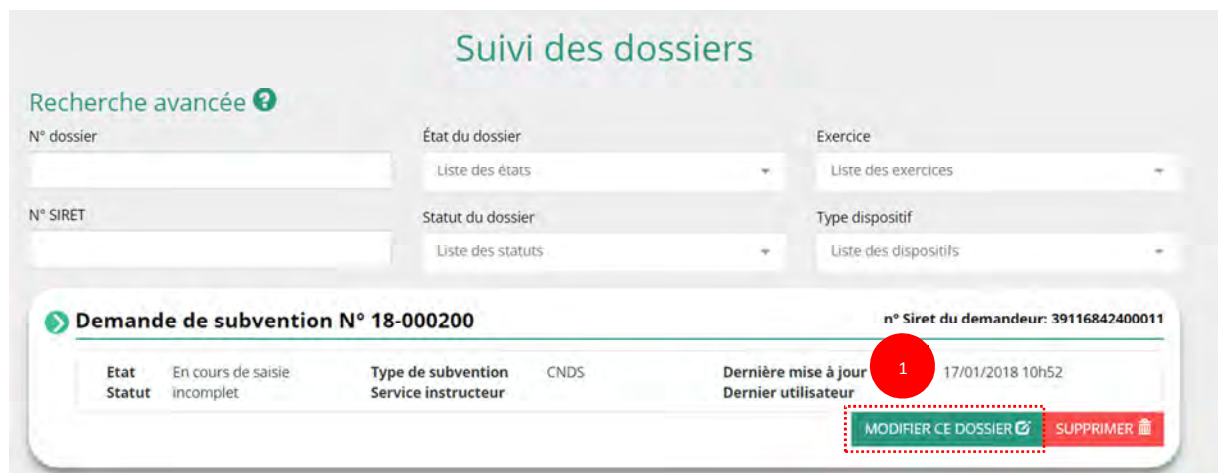 Suivi des dossiers
Recherche avancée ?
N° dossier État du dossier Exercice
Liste des états Liste des exercices
N° SIRET Statut du dossier Type dispositif
Liste des statuts Liste des dispositifs
Demande de subvention N° 18-000200 n° Siret du demandeur: 39116842400011
Etat En cours de saisie Type de subvention CNDS Dernière mise à jour 1 17/01/2018 10h52
Statut incomplet Service instructeur Dernier utilisateur
MODIFIER CE DOSSIER SUPPRIMER